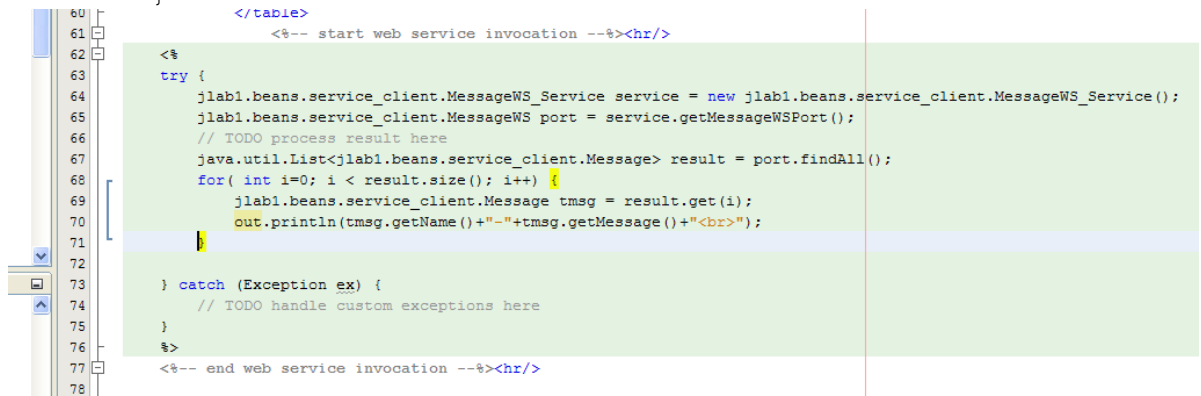 60 </table>
61 <%-- start web service invocation --%><hr/>
62 <%
63 try {
64 jlab1.beans.service_client.MessageWS_Service service = new jlab1.beans.service_client.MessageWS_Service();
65 jlab1.beans.service_client.MessageWS port = service.getMessageWSPort();
66 // TODO process result here
67 java.util.List<jlab1.beans.service_client.Message> result = port.findAll();
68 for( int i=0; i < result.size(); i++) {
69 jlab1.beans.service_client.Message tmsg = result.get(i);
70 out.println(tmsg.getName()+"-"+tmsg.getMessage()+"<br>");
71 }
72
73 } catch (Exception ex) {
74 // TODO handle custom exceptions here
75 }
76 %>
77 <%-- end web service invocation --%><hr/>
78